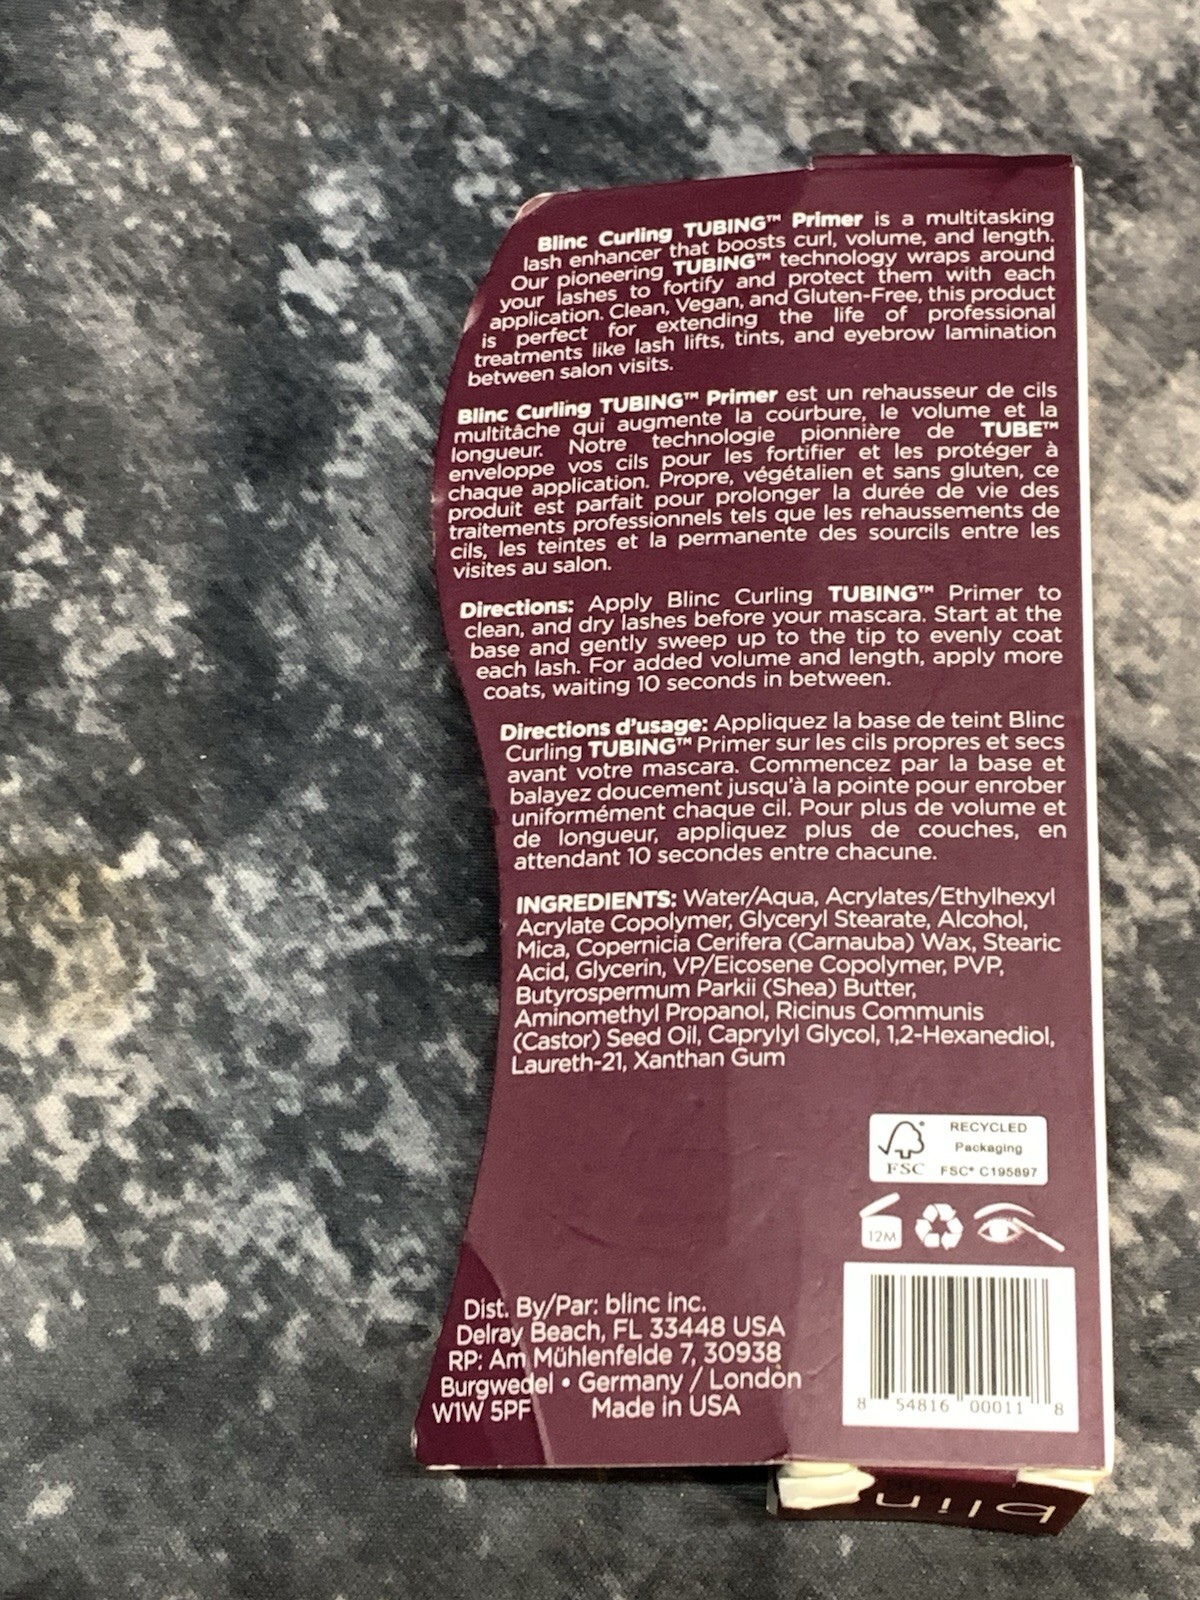 Blinc Curling TUBING™ Primer is a multitasking
lash enhancer that boosts curl, volume, and length.
Our pioneering TUBING™ technology wraps around
your lashes to fortify and protect them with each
application. Clean, Vegan, and Gluten-Free, this product
is perfect for extending the life of professional
treatments like lash lifts, tints, and eyebrow lamination
between salon visits.
Blinc Curling TUBING™ Primer est un rehausseur de cils
multitâche qui augmente la courbure, le volume et la
longueur. Notre technologie pionnière de TUBE™
enveloppe vos cils pour les fortifier et les protéger à
chaque application. Propre, végétalien et sans gluten, ce
produit est parfait pour prolonger la durée de vie des
traitements professionnels tels que les rehaussements de
cils, les teintes et la permanente des sourcils entre les
visites au salon.
Directions: Apply Blinc Curling TUBING™ Primer to
clean, and dry lashes before your mascara. Start at the
base and gently sweep up to the tip to evenly coat
each lash. For added volume and length, apply more
coats, waiting 10 seconds in between.
Directions d'usage: Appliquez la base de teint Blinc
Curling TUBING™ Primer sur les cils propres et secs
avant votre mascara. Commencez par la base et
balayez doucement jusqu'à la pointe pour enrober
uniformément chaque cil. Pour plus de volume et
de longueur, appliquez plus de couches, en
attendant 10 secondes entre chacune.
INGREDIENTS: Water/Aqua, Acrylates/Ethylhexyl
Acrylate Copolymer, Glyceryl Stearate, Alcohol,
Mica, Copernicia Cerifera (Carnauba) Wax, Stearic
Acid, Glycerin, VP/Eicosene Copolymer, PVP,
Butyrospermum Parkii (Shea) Butter,
Aminomethyl Propanol, Ricinus Communis
(Castor) Seed Oil, Caprylyl Glycol, 1,2-Hexanediol,
Laureth-21, Xanthan Gum
RECYCLED
Packaging
FSC FSC® C195897
12M
Dist. By/Par: blinc inc.
Delray Beach, FL 33448 USA
RP: Am Mühlenfelde 7, 30938
Burgwedel • Germany / London
W1W 5PF Made in USA
8 54816 00011 8
blin